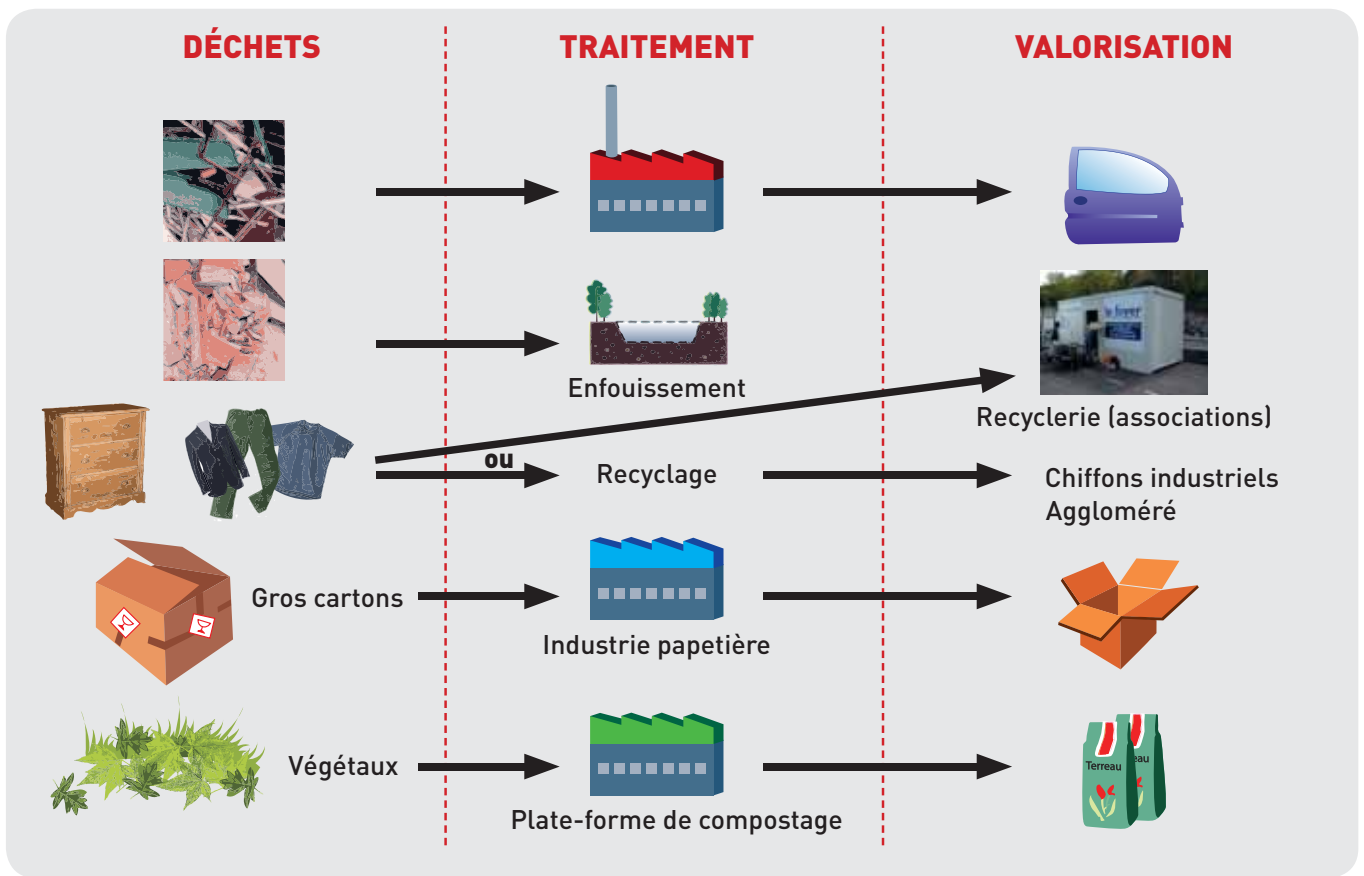 DÉCHETS
TRAITEMENT
VALORISATION
Enfouissement
Recyclerie (associations)
ou
Recyclage
Chiffons industriels
Aggloméré
Gros cartons
Industrie papetière
Végétaux
Terreau
eau
Plate-forme de compostage